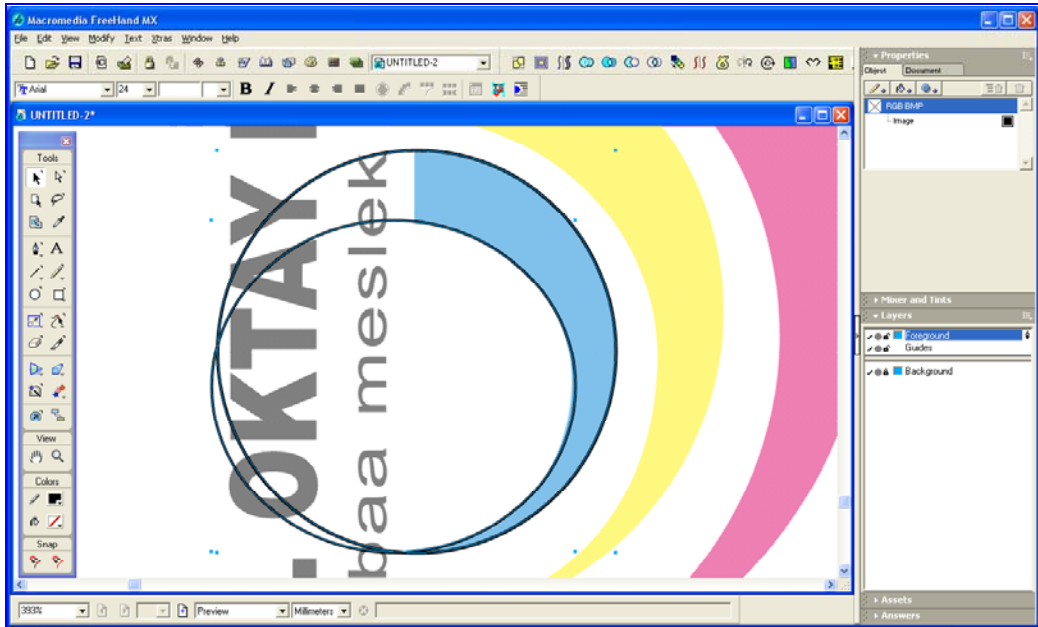 Macromedia FreeHand MX
File Edit View Modify Text Xtras Window Help
UNTITLED-2
Arial 24 B I
UNTITLED-2*
Tools
A
View
Colors
Snap
. OKTAY
baa meslek
Properties
Object Document
RGB BMP
Image
Mixer and Tints
Layers
Foreground
Guides
Background
Assets
Answers
393% Preview Millimeters